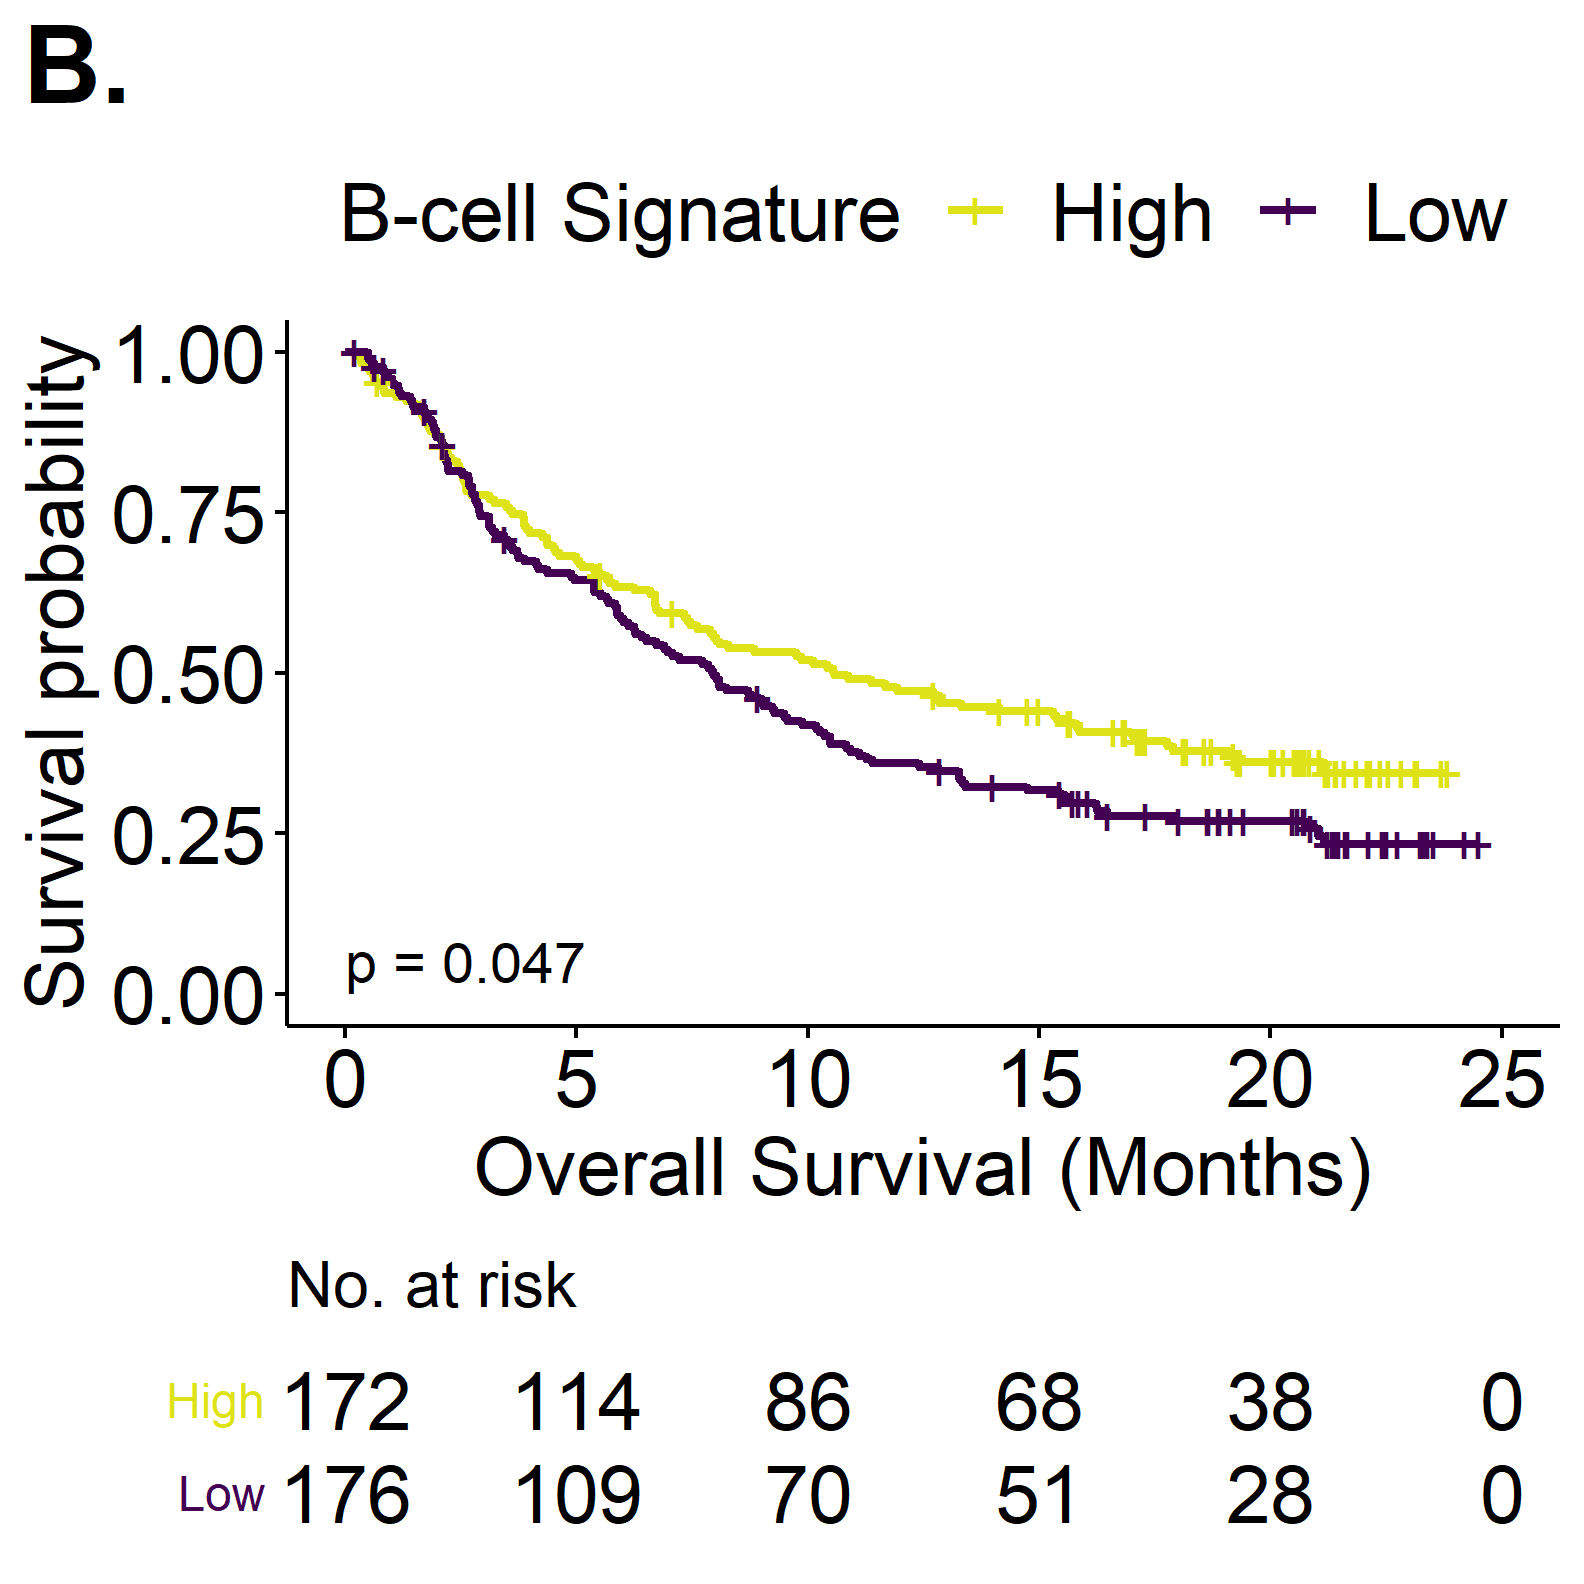 B.
B-cell Signature High Low
Survival probability
1.00
0.75
0.50
0.25
0.00
p = 0.047
0 5 10 15 20 25
Overall Survival (Months)
No. at risk
High 172 114 86 68 38 0
Low 176 109 70 51 28 0